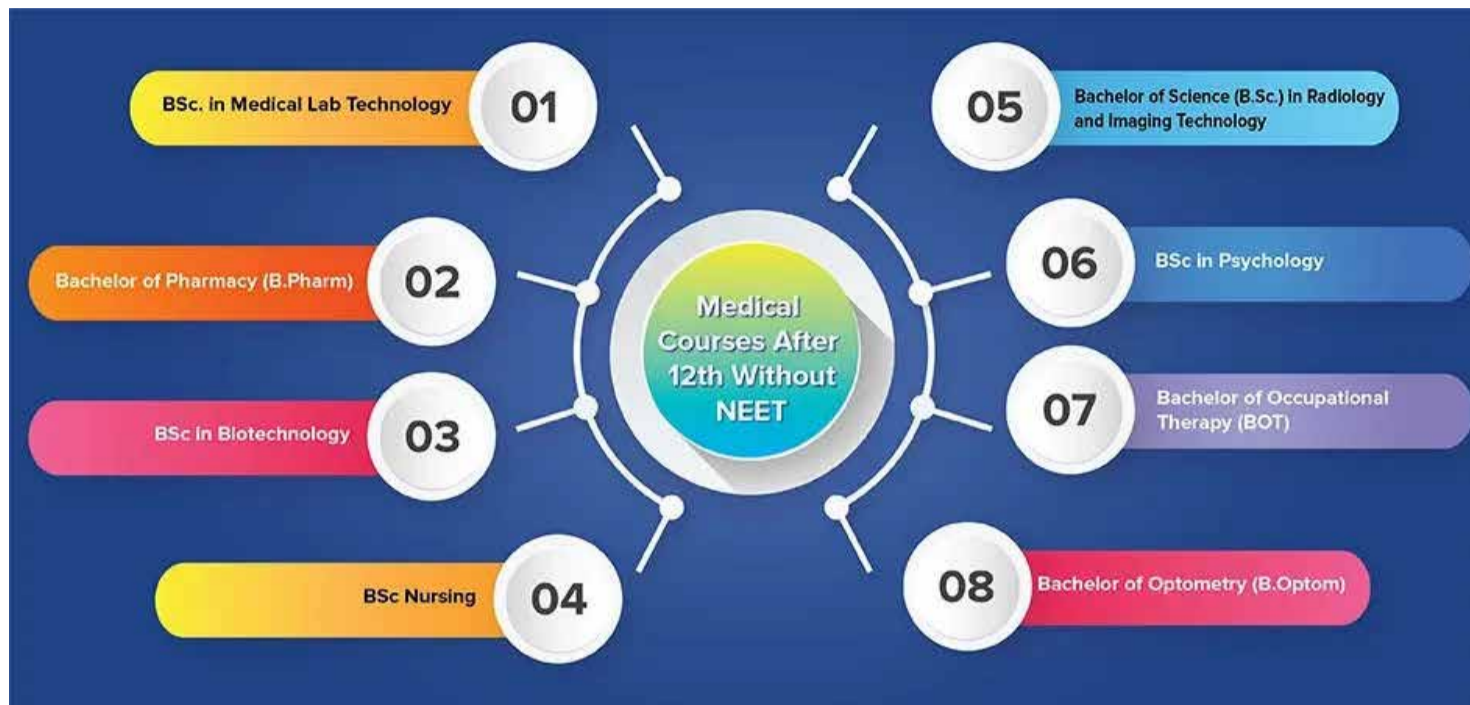 Medical
Courses After
12th Without
NEET
BSc. in Medical Lab Technology
01
Bachelor of Pharmacy (B.Pharm)
02
BSc in Biotechnology
03
BSc Nursing
04
05
Bachelor of Science (B.Sc.) in Radiology
and Imaging Technology
06
BSc in Psychology
07
Bachelor of Occupational
Therapy (BOT)
08
Bachelor of Optometry (B.Optom)